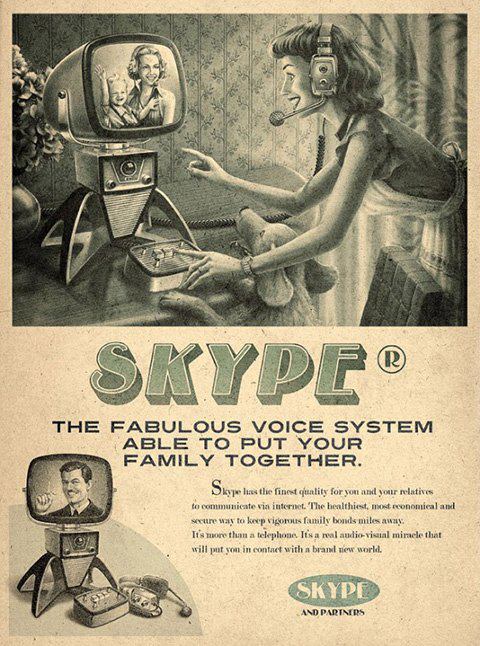 SKYPE ®
THE FABULOUS VOICE SYSTEM
ABLE TO PUT YOUR
FAMILY TOGETHER.
Skype has the finest quality for you and your relatives
to communicate via internet. The healthiest, most economical and
secure way to keep vigorous family bonds miles away.
It's more than a telephone. It's a real audio-visual miracle that
will put you in contact with a brand new world.
SKYPE
AND PARTNERS